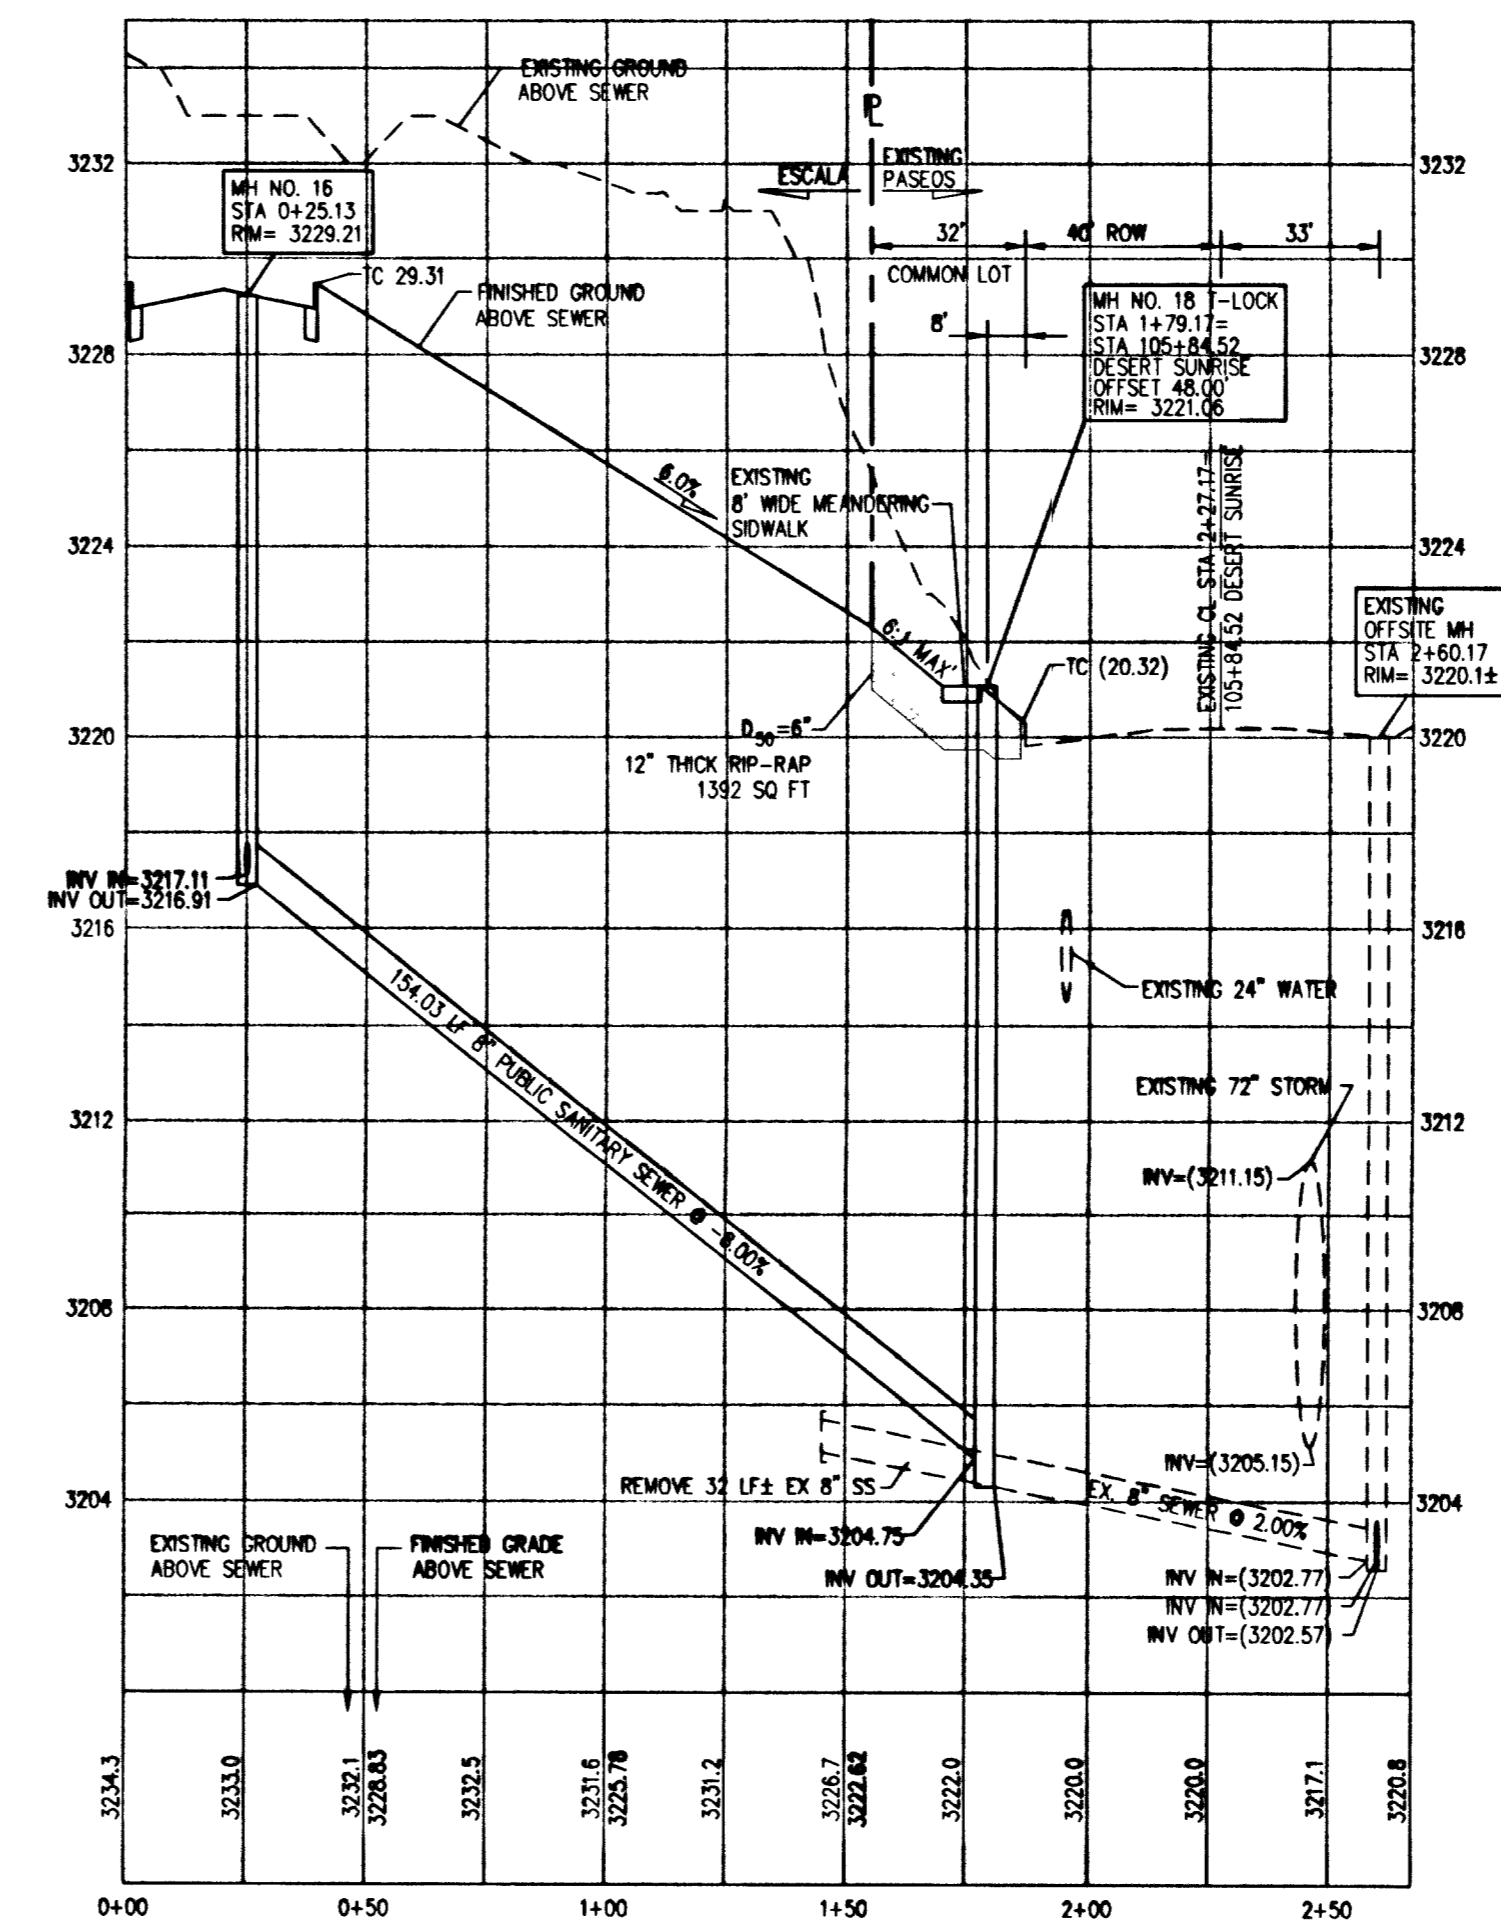 EXISTING GROUND
ABOVE SEWER
PL
3232
MH NO. 16
STA 0+25.13
RIM= 3229.21
ESCALA
EXISTING
PASEOS
3232
32'
40' ROW
33'
COMMON LOT
8'
TC 29.31
FINISHED GROUND
ABOVE SEWER
MH NO. 18 T-LOCK
STA 1+79.17=
STA 105+84.52
DESERT SUNRISE
OFFSET 48.00'
RIM= 3221.06
3228
3228
6.0%
EXISTING
8' WIDE MEANDERING
SIDWALK
EXISTING CL STA 2+27.17=
105+84.52 DESERT SUNRISE
3224
3224
EXISTING
OFFSITE MH
STA 2+60.17
RIM= 3220.1±
6:1 MAX'
TC (20.32)
D50=6"
12" THICK RIP-RAP
1392 SQ FT
3220
3220
INV IN=3217.11
INV OUT=3216.91
3216
3216
EXISTING 24" WATER
154.03 LF 8" PUBLIC SANITARY SEWER @ -8.00%
EXISTING 72" STORM
3212
3212
INV=(3211.15)
3208
3208
INV=(3205.15)
REMOVE 32 LF± EX 8" SS
EX. 8" SEWER @ 2.00%
3204
3204
INV IN=3204.75
INV OUT=3204.35
INV IN=(3202.77)
INV IN=(3202.77)
INV OUT=(3202.57)
EXISTING GROUND
ABOVE SEWER
FINISHED GRADE
ABOVE SEWER
3234.3
3233.0
3232.1
3228.83
3232.5
3231.6
3225.78
3231.2
3226.7
3222.62
3222.0
3220.0
3220.0
3217.1
3220.8
0+00
0+50
1+00
1+50
2+00
2+50